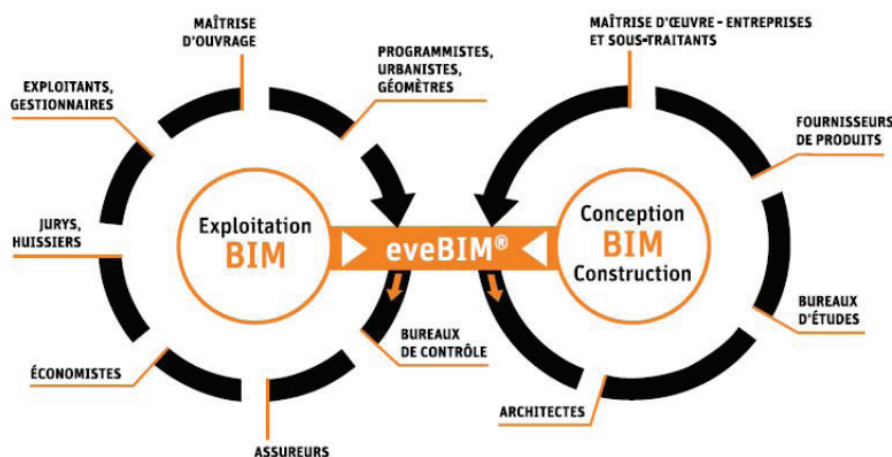 MAÎTRISE
D'OUVRAGE
PROGRAMMISTES,
URBANISTES,
GÉOMÈTRES
EXPLOITANTS,
GESTIONNAIRES
JURYS,
HUISSIERS
ÉCONOMISTES
ASSUREURS
BUREAUX
DE CONTRÔLE
Exploitation
BIM
eveBIM®
Conception
BIM
Construction
MAÎTRISE D'ŒUVRE - ENTREPRISES
ET SOUS-TRAITANTS
FOURNISSEURS
DE PRODUITS
BUREAUX
D'ÉTUDES
ARCHITECTES